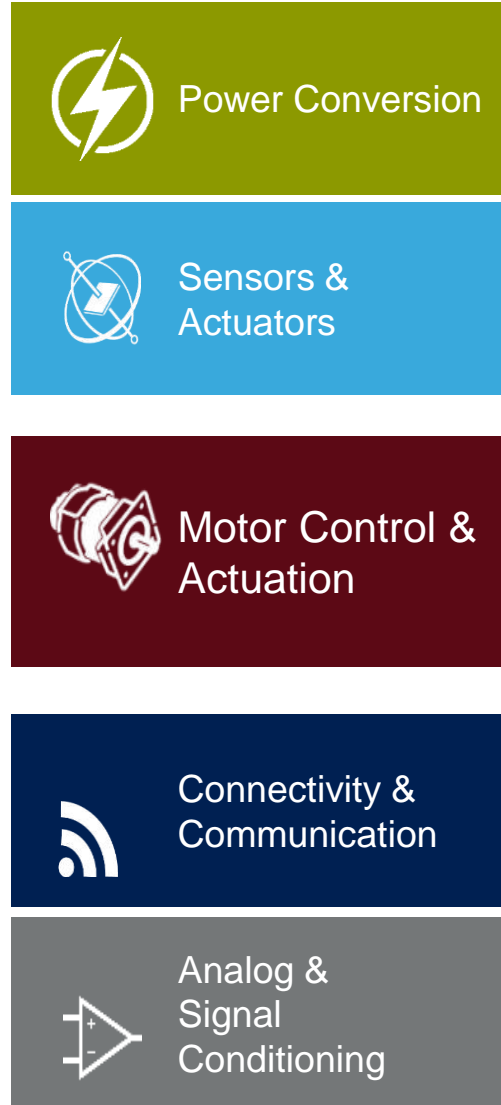 Power Conversion
Sensors &
Actuators
Motor Control &
Actuation
Connectivity &
Communication
Analog &
Signal
Conditioning
+
−